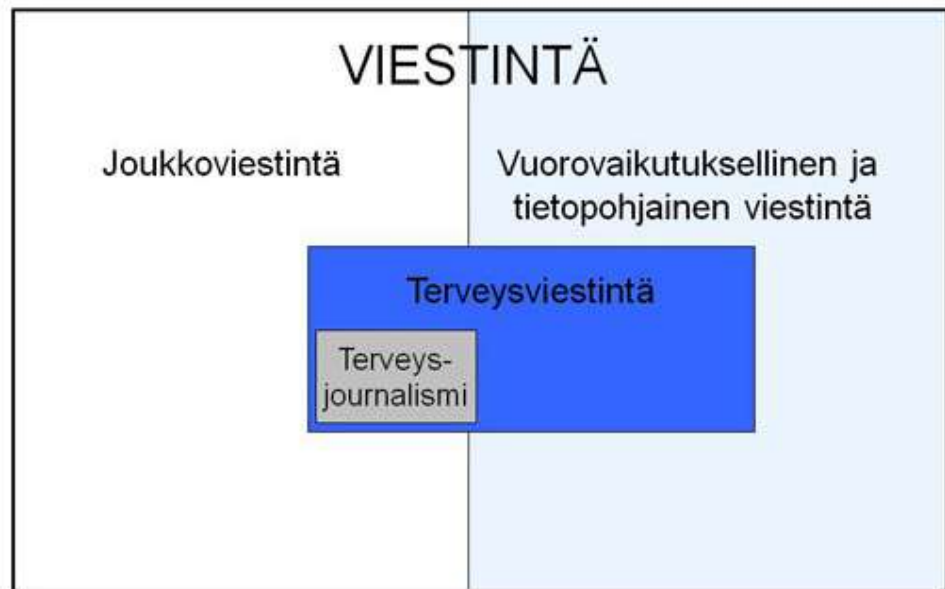 VIESTINTÄ
Joukkoviestintä
Vuorovaikutuksellinen ja
tietopohjainen viestintä
Terveysviestintä
Terveys-
journalismi